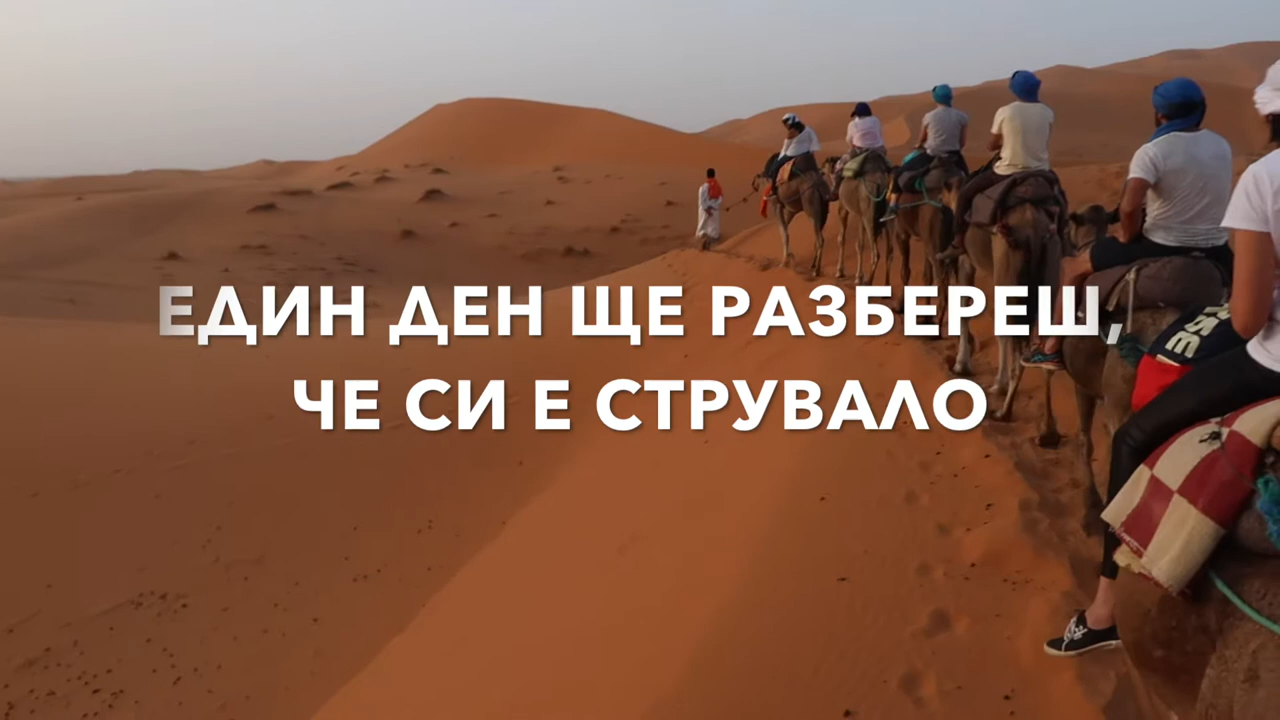 ЕДИН ДЕН ЩЕ РАЗБЕРЕШ,
ЧЕ СИ Е СТРУВАЛО